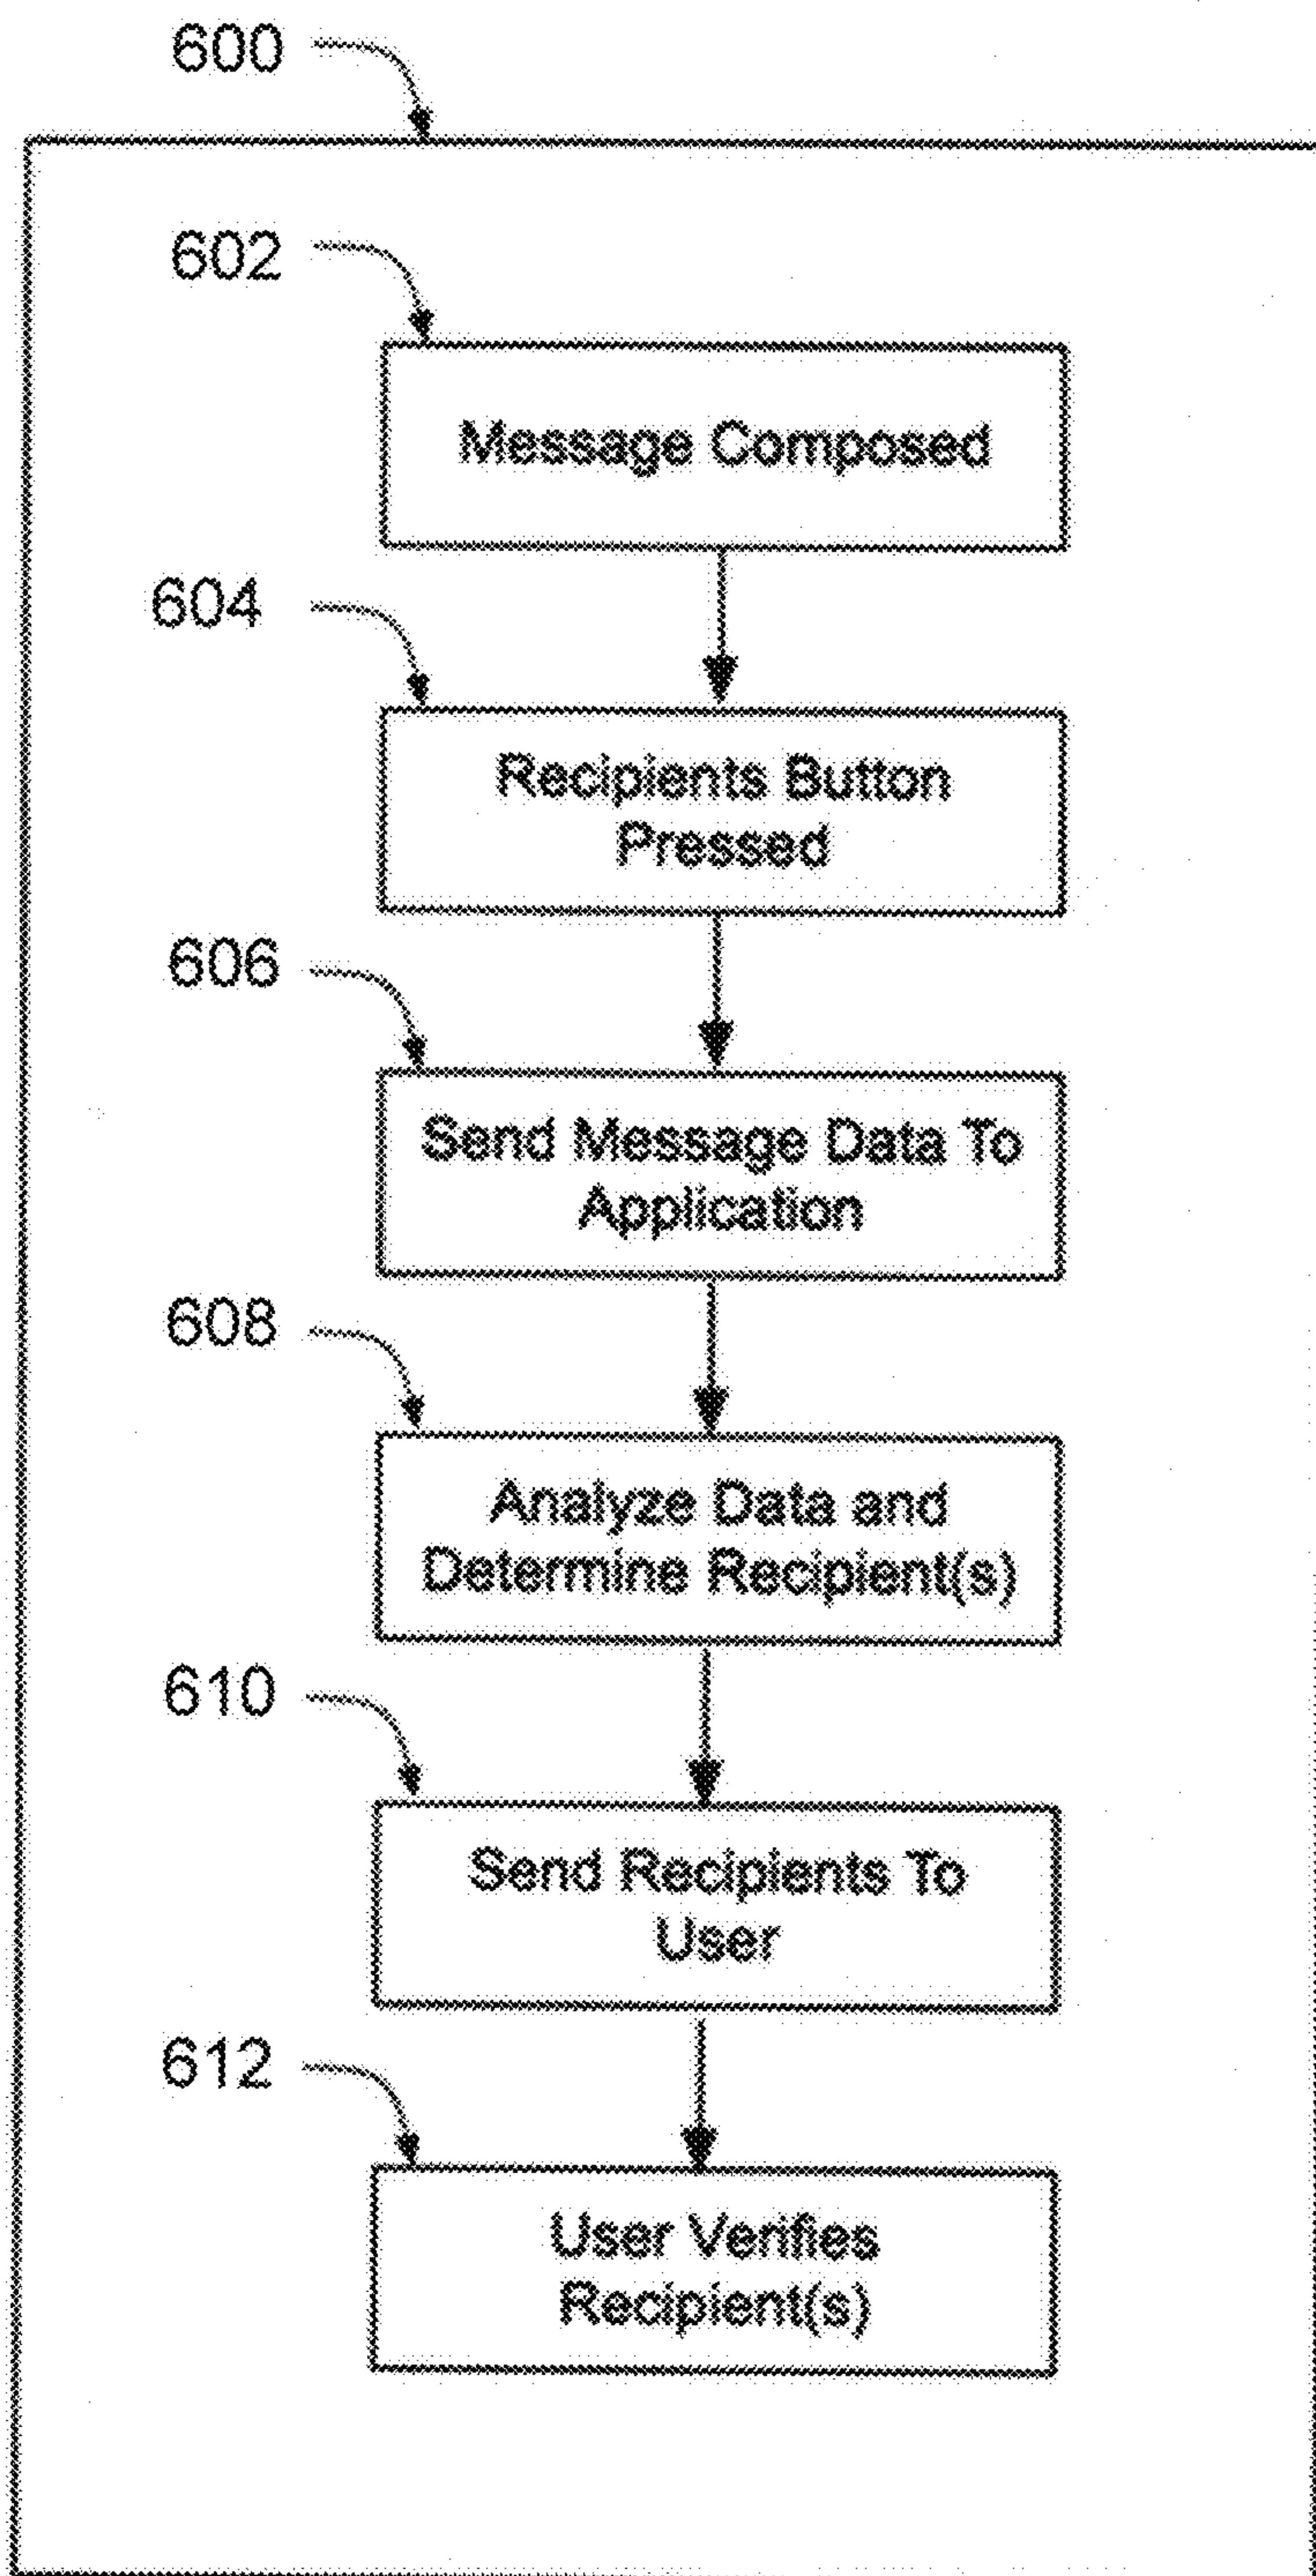 600
602
Message Composed
604
Recipients Button
Pressed
606
Send Message Data To
Application
608
Analyze Data and
Determine Recipient(s)
610
Send Recipients To
User
612
User Verifies
Recipient(s)